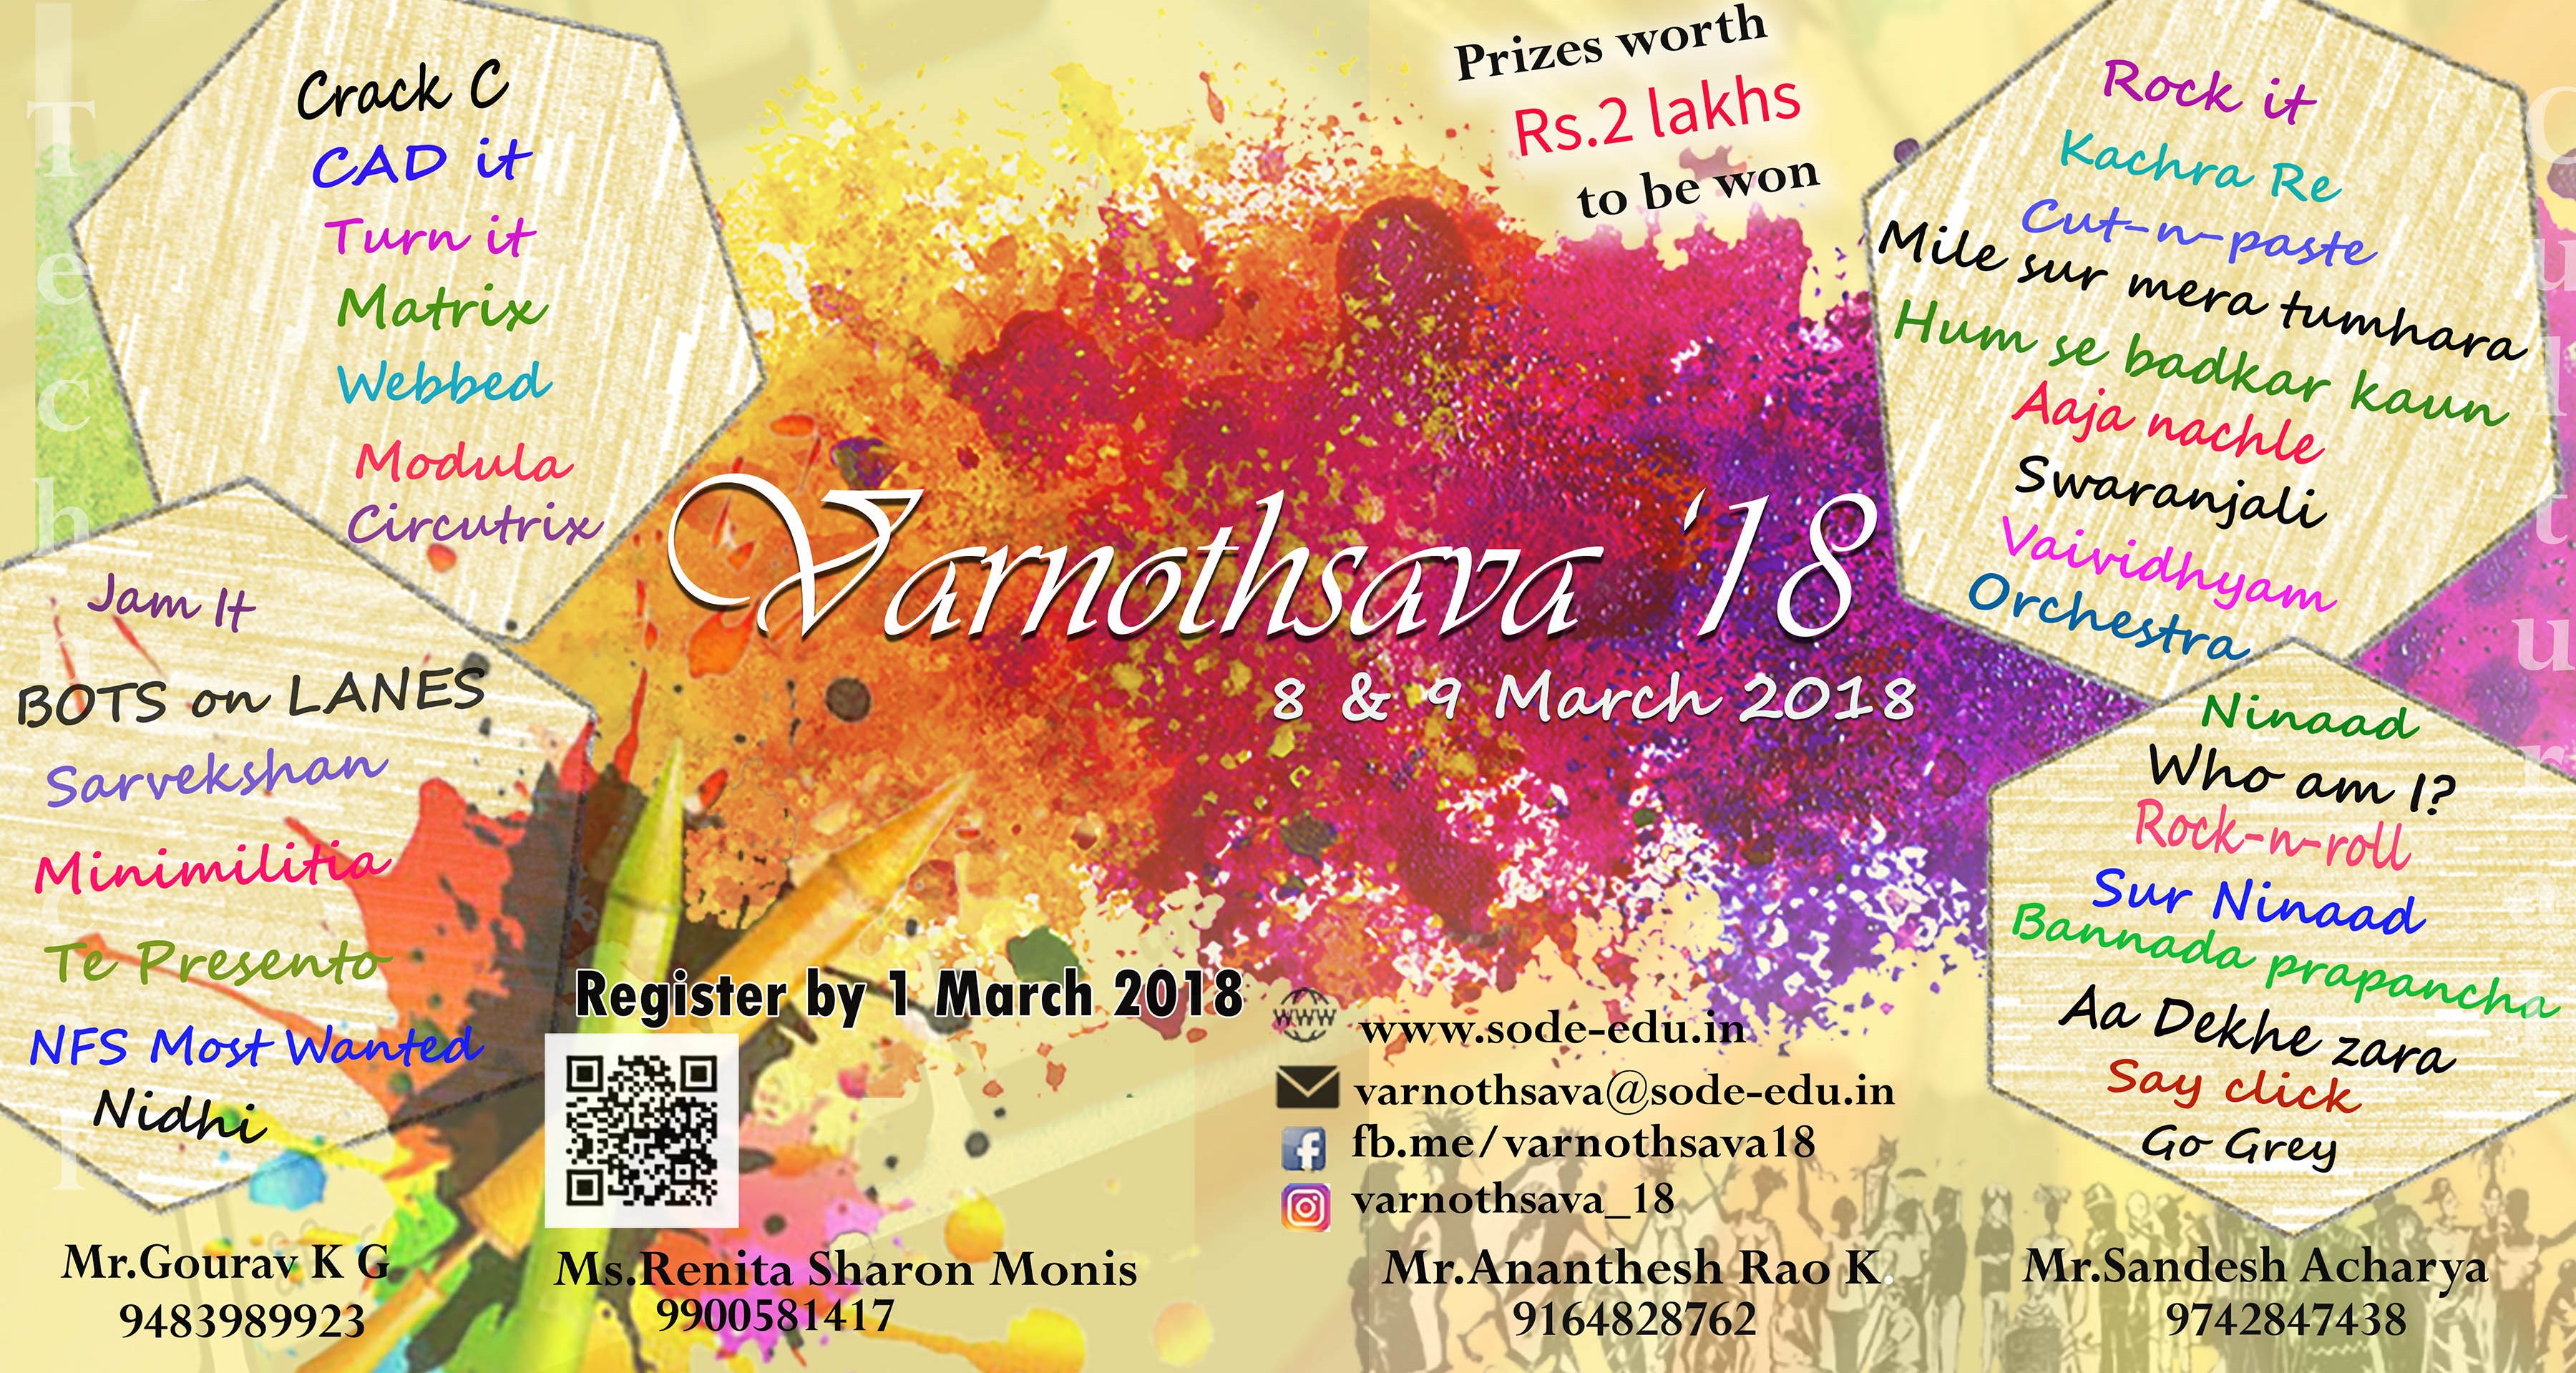 Technical
Crack C
CAD it
Turn it
Matrix
Webbed
Modula
Circutrix
Jam It
BOTS on LANES
Sarvekshan
Minimilitia
Te Presento
NFS Most Wanted
Nidhi
Prizes worth
Rs.2 lakhs
to be won
Varnothsava '18
8 & 9 March 2018
Register by 1 March 2018
www
www.sode-edu.in
varnothsava@sode-edu.in
f
fb.me/varnothsava18
varnothsava_18
Cultural
Rock it
Kachra Re
Cut-n-paste
Mile sur mera tumhara
Hum se badkar kaun
Aaja nachle
Swaranjali
Vaividhyam
Orchestra
Ninaad
Who am I?
Rock-n-roll
Sur Ninaad
Bannada prapancha
Aa Dekhe zara
Say click
Go Grey
Mr.Gourav K G
9483989923
Ms.Renita Sharon Monis
9900581417
Mr.Ananthesh Rao K.
9164828762
Mr.Sandesh Acharya
9742847438